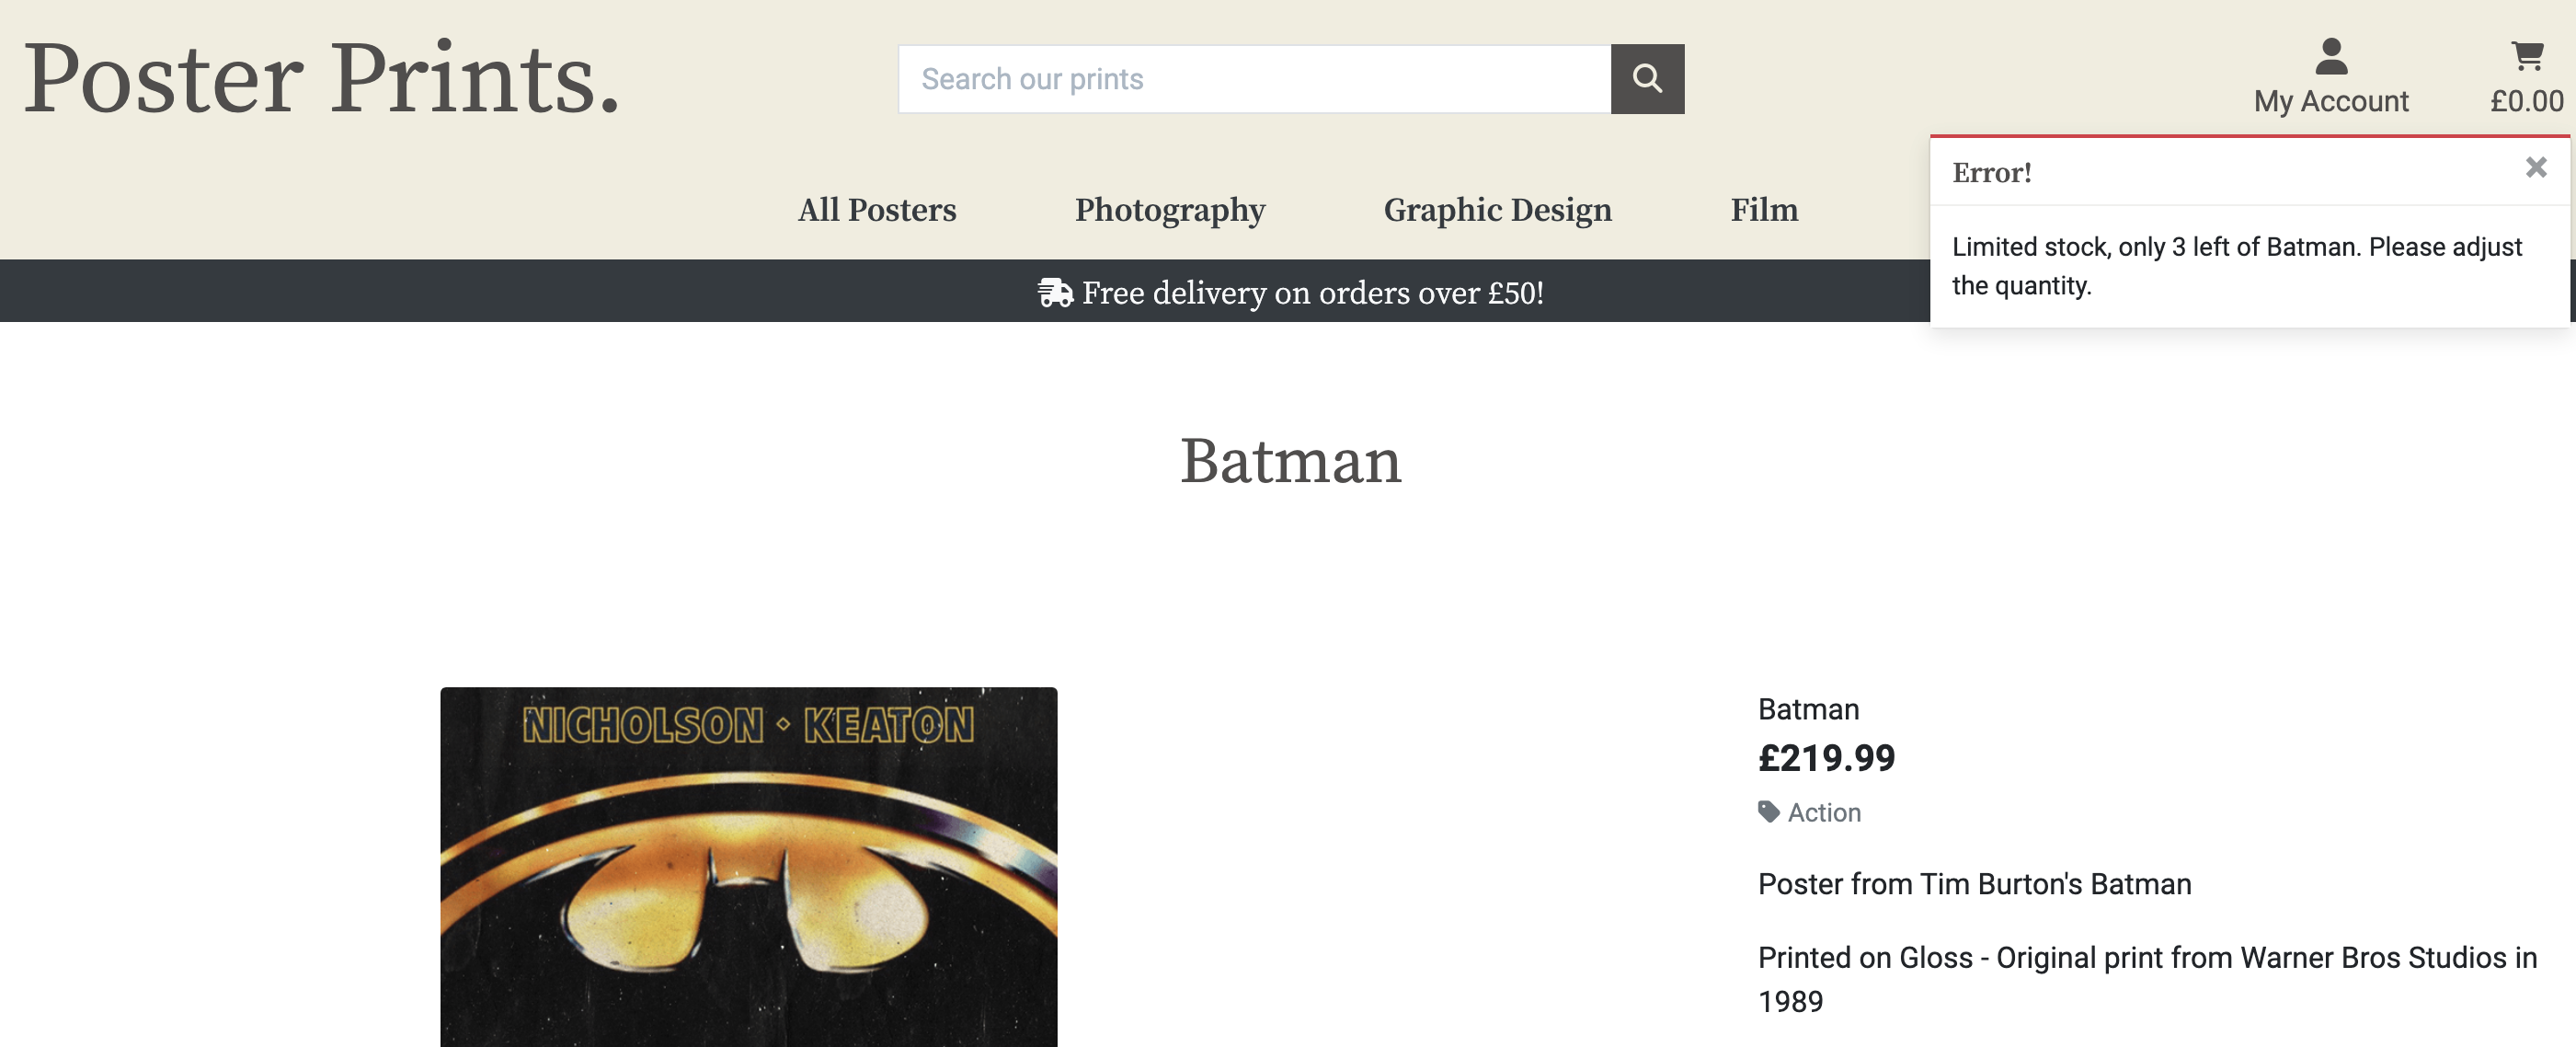 Poster Prints.
Search our prints
My Account
£0.00
Error!
Limited stock, only 3 left of Batman. Please adjust
the quantity.
All Posters
Photography
Graphic Design
Film
Free delivery on orders over £50!
Batman
NICHOLSON ⋄ KEATON
Batman
£219.99
Action
Poster from Tim Burton's Batman
Printed on Gloss - Original print from Warner Bros Studios in
1989